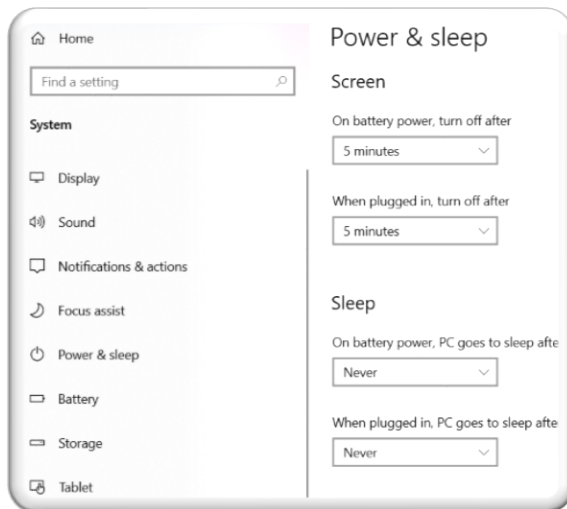 Home
Find a setting
System
Display
Sound
Notifications & actions
Focus assist
Power & sleep
Battery
Storage
Tablet
Power & sleep
Screen
On battery power, turn off after
5 minutes
When plugged in, turn off after
5 minutes
Sleep
On battery power, PC goes to sleep afte
Never
When plugged in, PC goes to sleep afte
Never